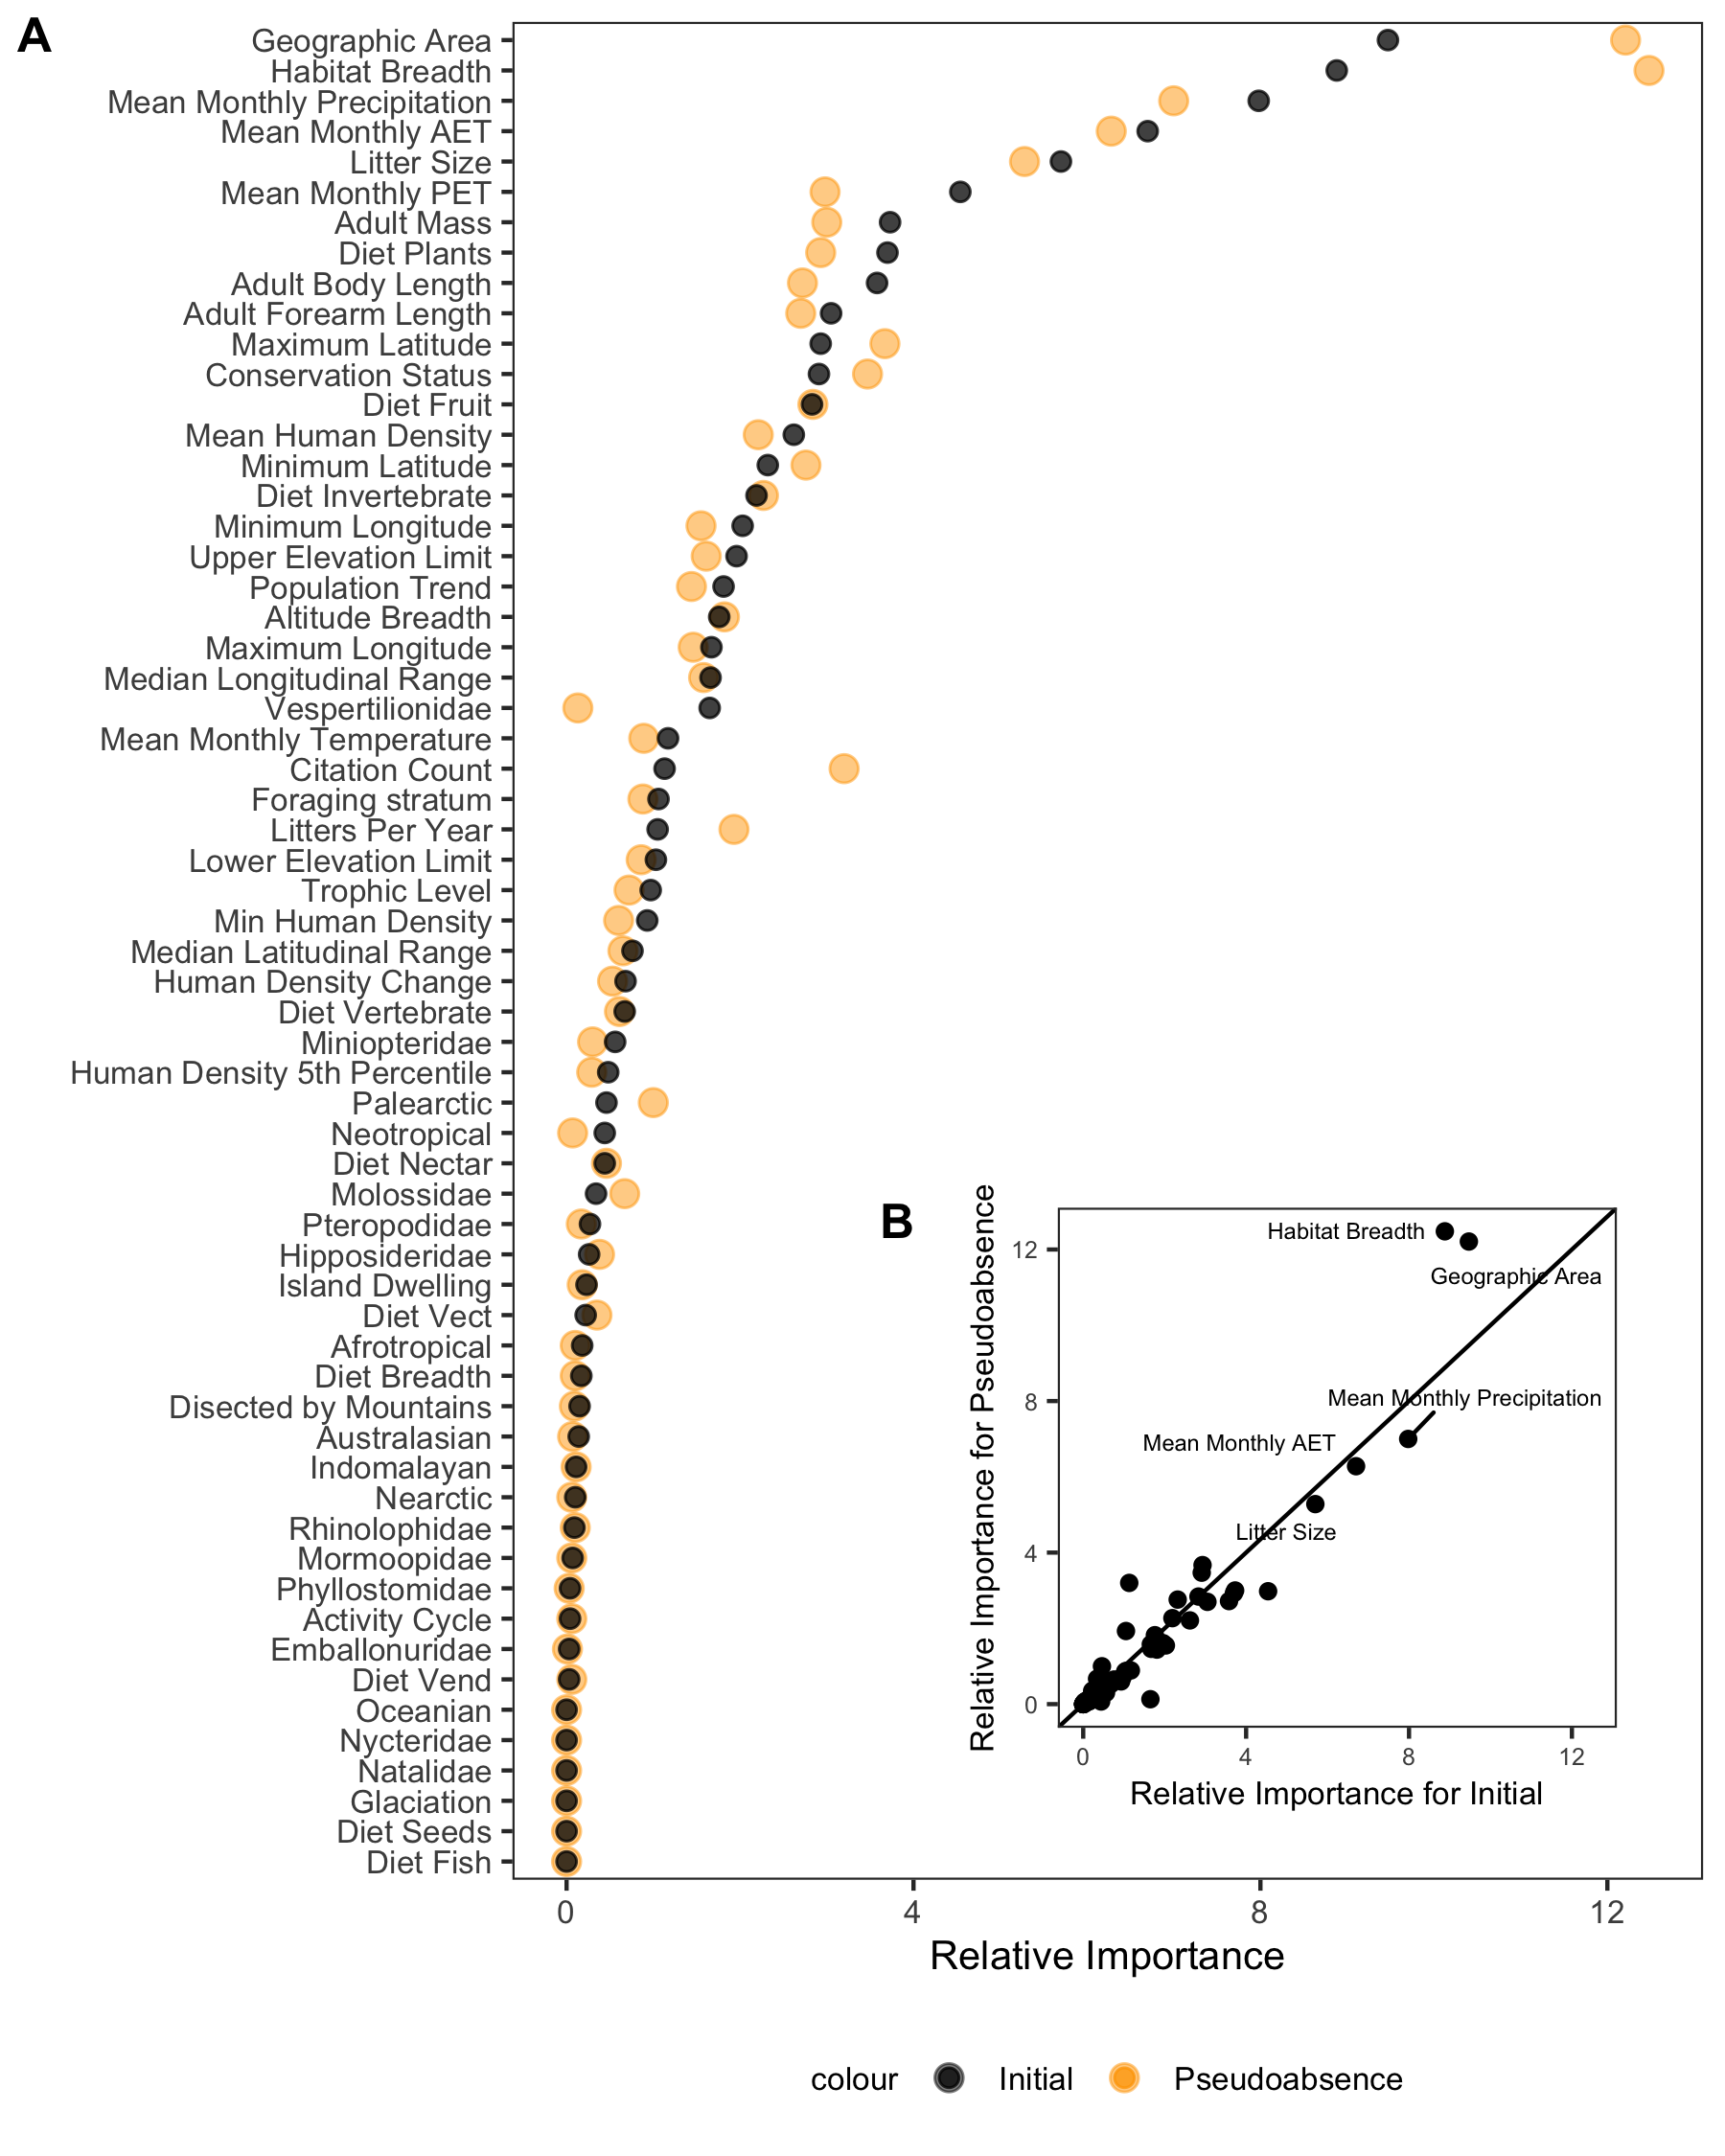 A
Geographic Area
Habitat Breadth
Mean Monthly Precipitation
Mean Monthly AET
Litter Size
Mean Monthly PET
Adult Mass
Diet Plants
Adult Body Length
Adult Forearm Length
Maximum Latitude
Conservation Status
Diet Fruit
Mean Human Density
Minimum Latitude
Diet Invertebrate
Minimum Longitude
Upper Elevation Limit
Population Trend
Altitude Breadth
Maximum Longitude
Median Longitudinal Range
Vespertilionidae
Mean Monthly Temperature
Citation Count
Foraging stratum
Litters Per Year
Lower Elevation Limit
Trophic Level
Min Human Density
Median Latitudinal Range
Human Density Change
Diet Vertebrate
Miniopteridae
Human Density 5th Percentile
Palearctic
Neotropical
Diet Nectar
Molossidae
Pteropodidae
Hipposideridae
Island Dwelling
Diet Vect
Afrotropical
Diet Breadth
Disected by Mountains
Australasian
Indomalayan
Nearctic
Rhinolophidae
Mormoopidae
Phyllostomidae
Activity Cycle
Emballonuridae
Diet Vend
Oceanian
Nycteridae
Natalidae
Glaciation
Diet Seeds
Diet Fish
0 4 8 12
Relative Importance
B
Relative Importance for Pseudoabsence
12
8
4
0
Habitat Breadth
Geographic Area
Mean Monthly Precipitation
Mean Monthly AET
Litter Size
0 4 8 12
Relative Importance for Initial
colour Initial Pseudoabsence